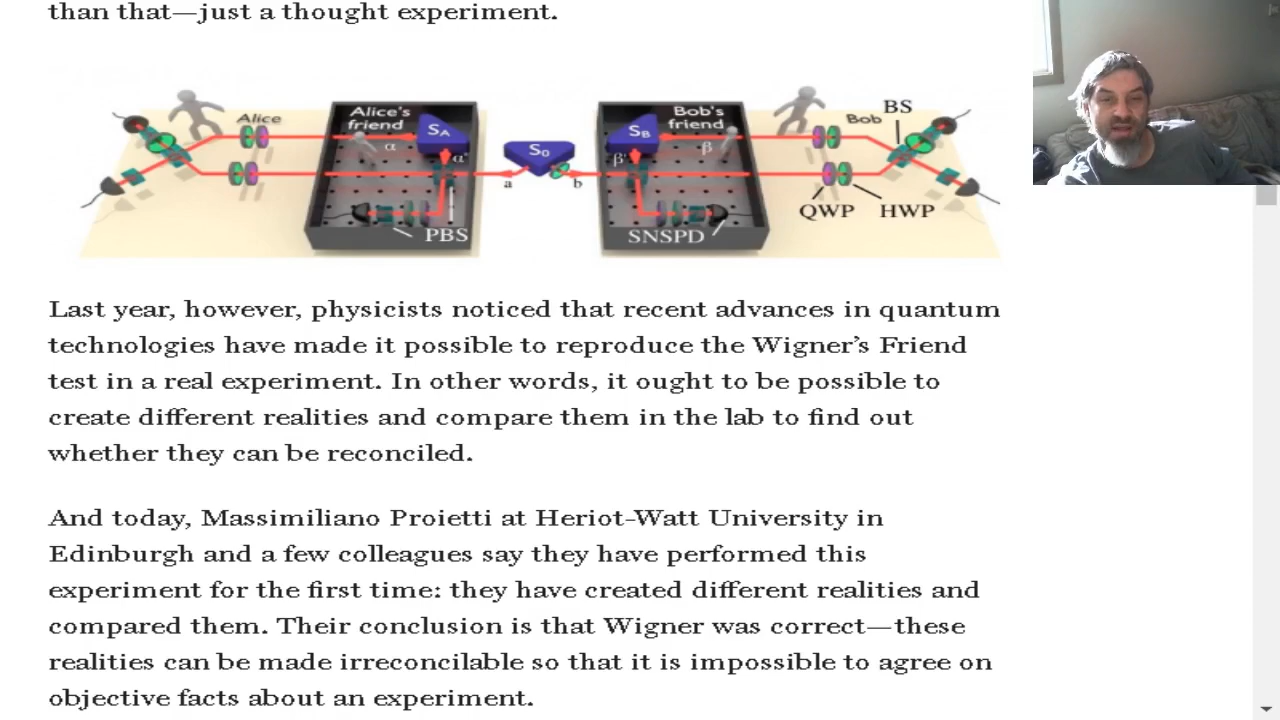 than that—just a thought experiment.
Alice
Alice's
friend
S_A
α
α'
S_0
a
b
S_B
Bob's
friend
β'
β
Bob
BS
QWP
HWP
PBS
SNSPD
Last year, however, physicists noticed that recent advances in quantum
technologies have made it possible to reproduce the Wigner’s Friend
test in a real experiment. In other words, it ought to be possible to
create different realities and compare them in the lab to find out
whether they can be reconciled.
And today, Massimiliano Proietti at Heriot-Watt University in
Edinburgh and a few colleagues say they have performed this
experiment for the first time: they have created different realities and
compared them. Their conclusion is that Wigner was correct—these
realities can be made irreconcilable so that it is impossible to agree on
objective facts about an experiment.